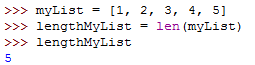 >>> myList = [1, 2, 3, 4, 5]
>>> lengthMyList = len(myList)
>>> lengthMyList
5